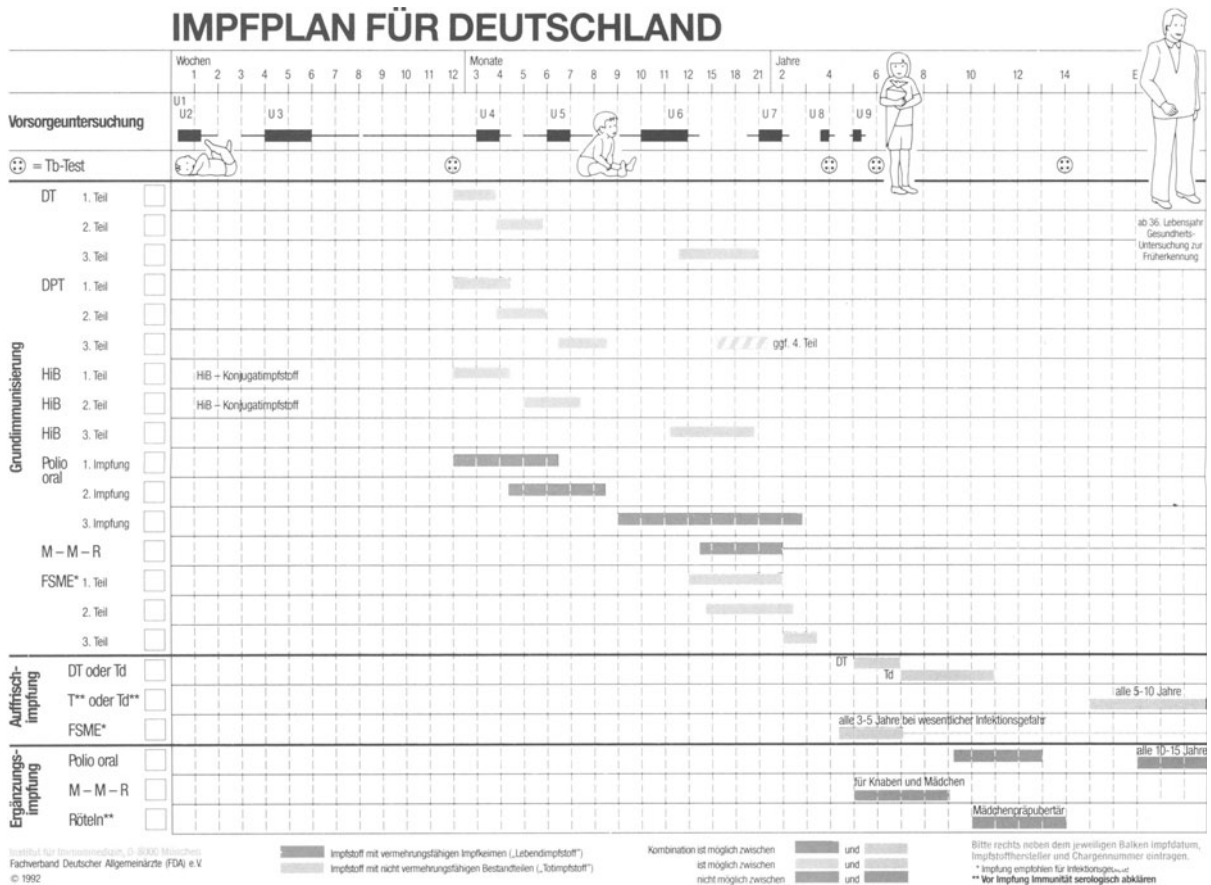 IMPFPLAN FÜR DEUTSCHLAND
Wochen Monate Jahre
1 2 4 5 6 7 8 9 10 10 11 12 3 4 5 6 7 8 9 10 11 12 15 18 21 2 4 6 8 10 12 14 E
Vorsorgeuntersuchung
U1
U2 U3 U4 U5 U6 U7 U8 U9
= Tb-Test
ab 36. Lebensjahr
Gesundheits-
Untersuchung zur
Früherkennung
Grundimmunisierung
DT 1. Teil
2. Teil
3. Teil
DPT 1. Teil
2. Teil
3. Teil ggf. 4. Teil
HiB 1. Teil HiB – Konjugatimpfstoff
HiB 2. Teil HiB – Konjugatimpfstoff
HiB 3. Teil
Polio
oral
1. Impfung
2. Impfung
3. Impfung
M – M – R
FSME* 1. Teil
2. Teil
3. Teil
Auffrisch-
impfung
DT oder Td DT
Td
T** oder Td** alle 5-10 Jahre
FSME* alle 3-5 Jahre bei wesentlicher Infektionsgefahr
Ergänzungs-
impfung
Polio oral alle 10-15 Jahre
M – M – R für Knaben und Mädchen
Röteln** Mädchenpräpubertär
Institut für Immunmedizin, D-8000 München
Fachverband Deutscher Allgemeinärzte (FDA) e.V.
© 1992
Impfstoff mit vermehrungsfähigen Impfkeimen („Lebendimpfstoff“)
Impfstoff mit nicht vermehrungsfähigen Bestandteilen („Totimpfstoff“)
Kombination ist möglich zwischen und
ist möglich zwischen und
nicht möglich zwischen und
Bitte rechts neben dem jeweiligen Balken Impfdatum,
Impfstoffhersteller und Chargennummer eintragen.
* Impfung empfohlen für
** Vor Impfung Immunität serologisch abklären